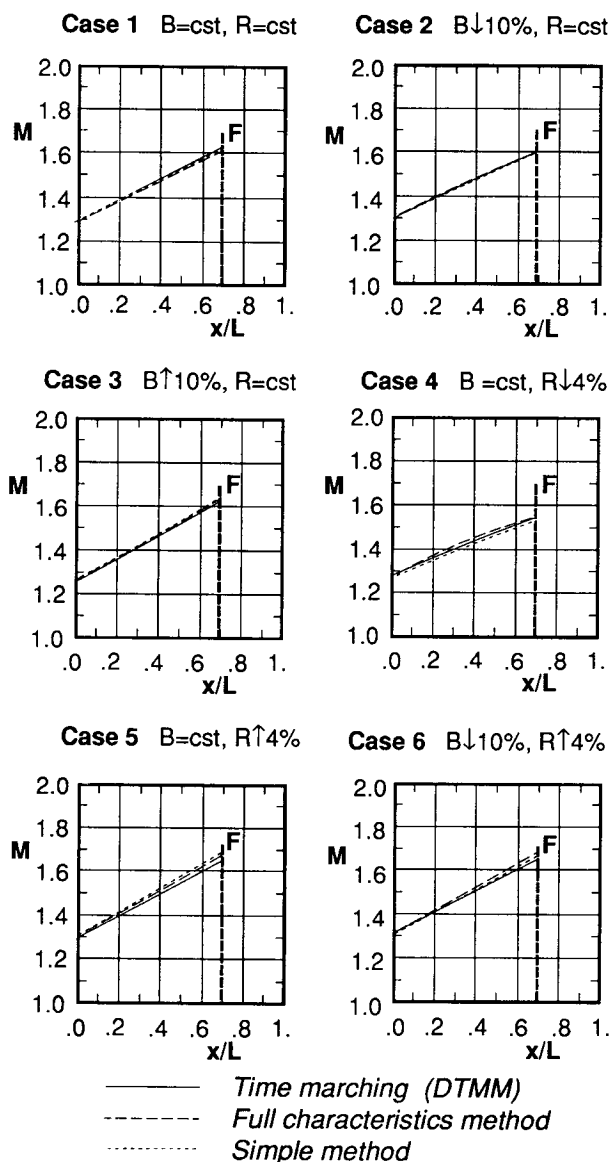 Case 1 B=cst, R=cst
2.0
M
1.8
F
1.6
1.4
1.2
1.0
.0 .2 .4 .6 .8 1.
x/L
Case 2 B↓10%, R=cst
2.0
M
1.8
F
1.6
1.4
1.2
1.0
.0 .2 .4 .6 .8 1.
x/L
Case 3 B↑10%, R=cst
2.0
1.8
M
F
1.6
1.4
1.2
1.0
.0 .2 .4 .6 .8 1.
x/L
Case 4 B =cst, R↓4%
2.0
1.8
M
F
1.6
1.4
1.2
1.0
.0 .2 .4 .6 .8 1.
x/L
Case 5 B=cst, R↑4%
2.0
1.8
M
F
1.6
1.4
1.2
1.0
.0 .2 .4 .6 .8 1.
x/L
Case 6 B↓10%, R↑4%
2.0
1.8
M
F
1.6
1.4
1.2
1.0
.0 .2 .4 .6 .8 1.
x/L
Time marching (DTMM)
Full characteristics method
Simple method